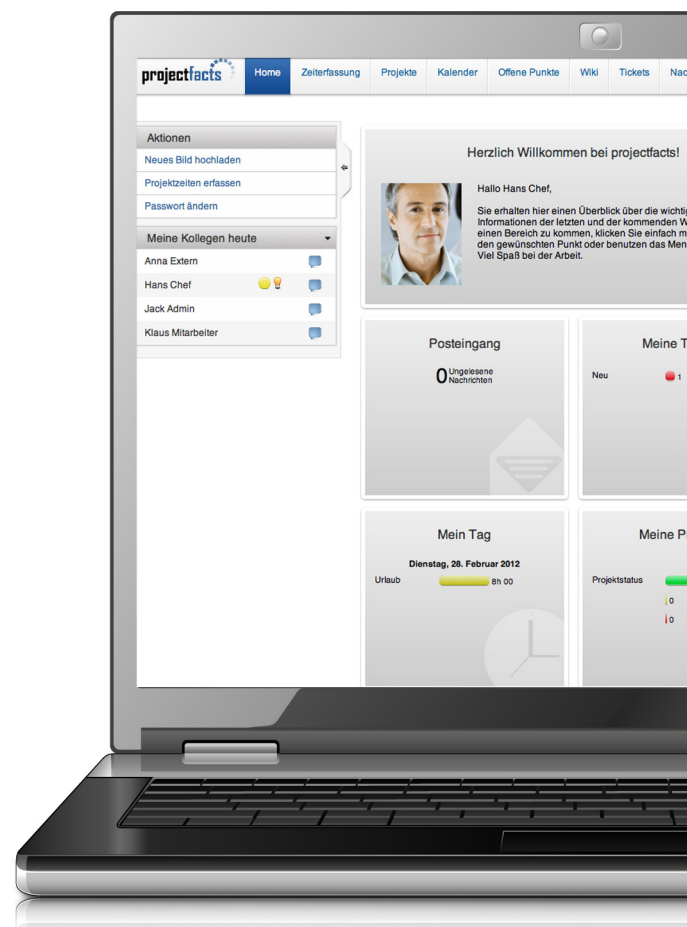 projectfacts
Home Zeiterfassung Projekte Kalender Offene Punkte Wiki Tickets
Aktionen
Neues Bild hochladen
Projektzeiten erfassen
Passwort ändern
Meine Kollegen heute
Anna Extern
Hans Chef
Jack Admin
Klaus Mitarbeiter
Herzlich Willkommen bei projectfacts!
Hallo Hans Chef,
Sie erhalten hier einen Überblick über die
Informationen der letzten und der kommenden
einen Bereich zu kommen, klicken Sie einfach
den gewünschten Punkt oder benutzen das
Viel Spaß bei der Arbeit.
Posteingang
0 Ungelesene
Nachrichten
Meine
Neu 1
Mein Tag
Dienstag, 28. Februar 2012
Urlaub 8h 00
Meine
Projektstatus
0
0